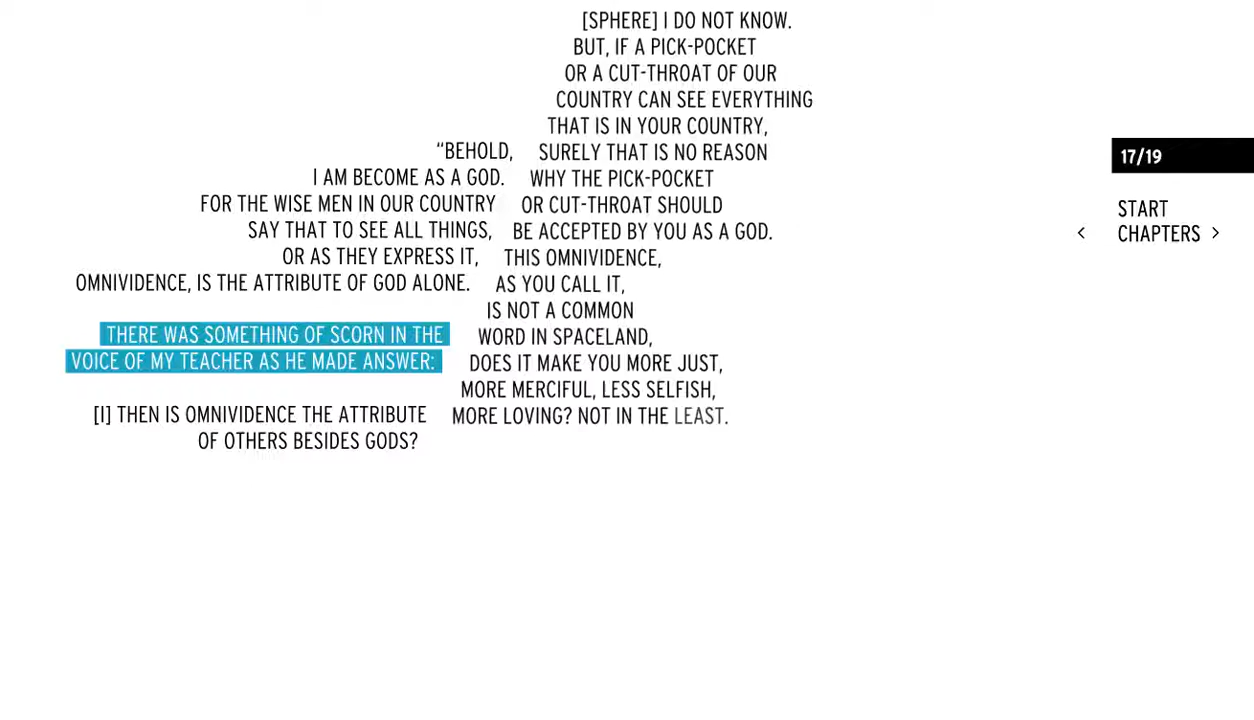 “BEHOLD,
I AM BECOME AS A GOD.
FOR THE WISE MEN IN OUR COUNTRY
SAY THAT TO SEE ALL THINGS,
OR AS THEY EXPRESS IT,
OMNIVIDENCE, IS THE ATTRIBUTE OF GOD ALONE.
THERE WAS SOMETHING OF SCORN IN THE
VOICE OF MY TEACHER AS HE MADE ANSWER:
[I] THEN IS OMNIVIDENCE THE ATTRIBUTE
OF OTHERS BESIDES GODS?
[SPHERE] I DO NOT KNOW.
BUT, IF A PICK-POCKET
OR A CUT-THROAT OF OUR
COUNTRY CAN SEE EVERYTHING
THAT IS IN YOUR COUNTRY,
SURELY THAT IS NO REASON
WHY THE PICK-POCKET
OR CUT-THROAT SHOULD
BE ACCEPTED BY YOU AS A GOD.
THIS OMNIVIDENCE,
AS YOU CALL IT,
IS NOT A COMMON
WORD IN SPACELAND,
DOES IT MAKE YOU MORE JUST,
MORE MERCIFUL, LESS SELFISH,
MORE LOVING? NOT IN THE LEAST.
17/19
START
< CHAPTERS >